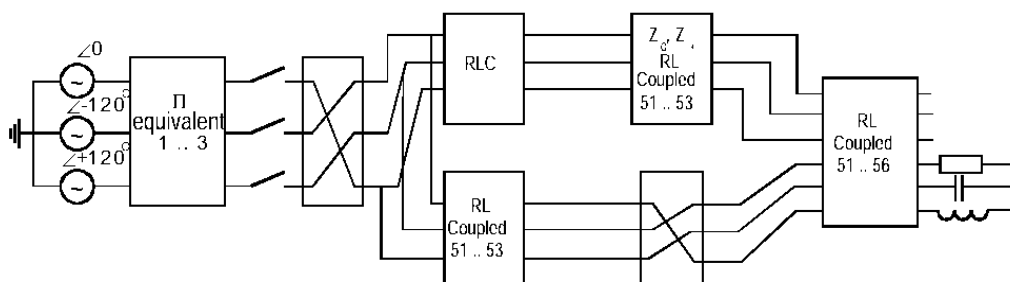 ∠0
∠-120°
∠+120°
Π
equivalent
1 .. 3
RLC
Z₀, Z₁
RL
Coupled
51 .. 53
RL
Coupled
51 .. 53
RL
Coupled
51 .. 56